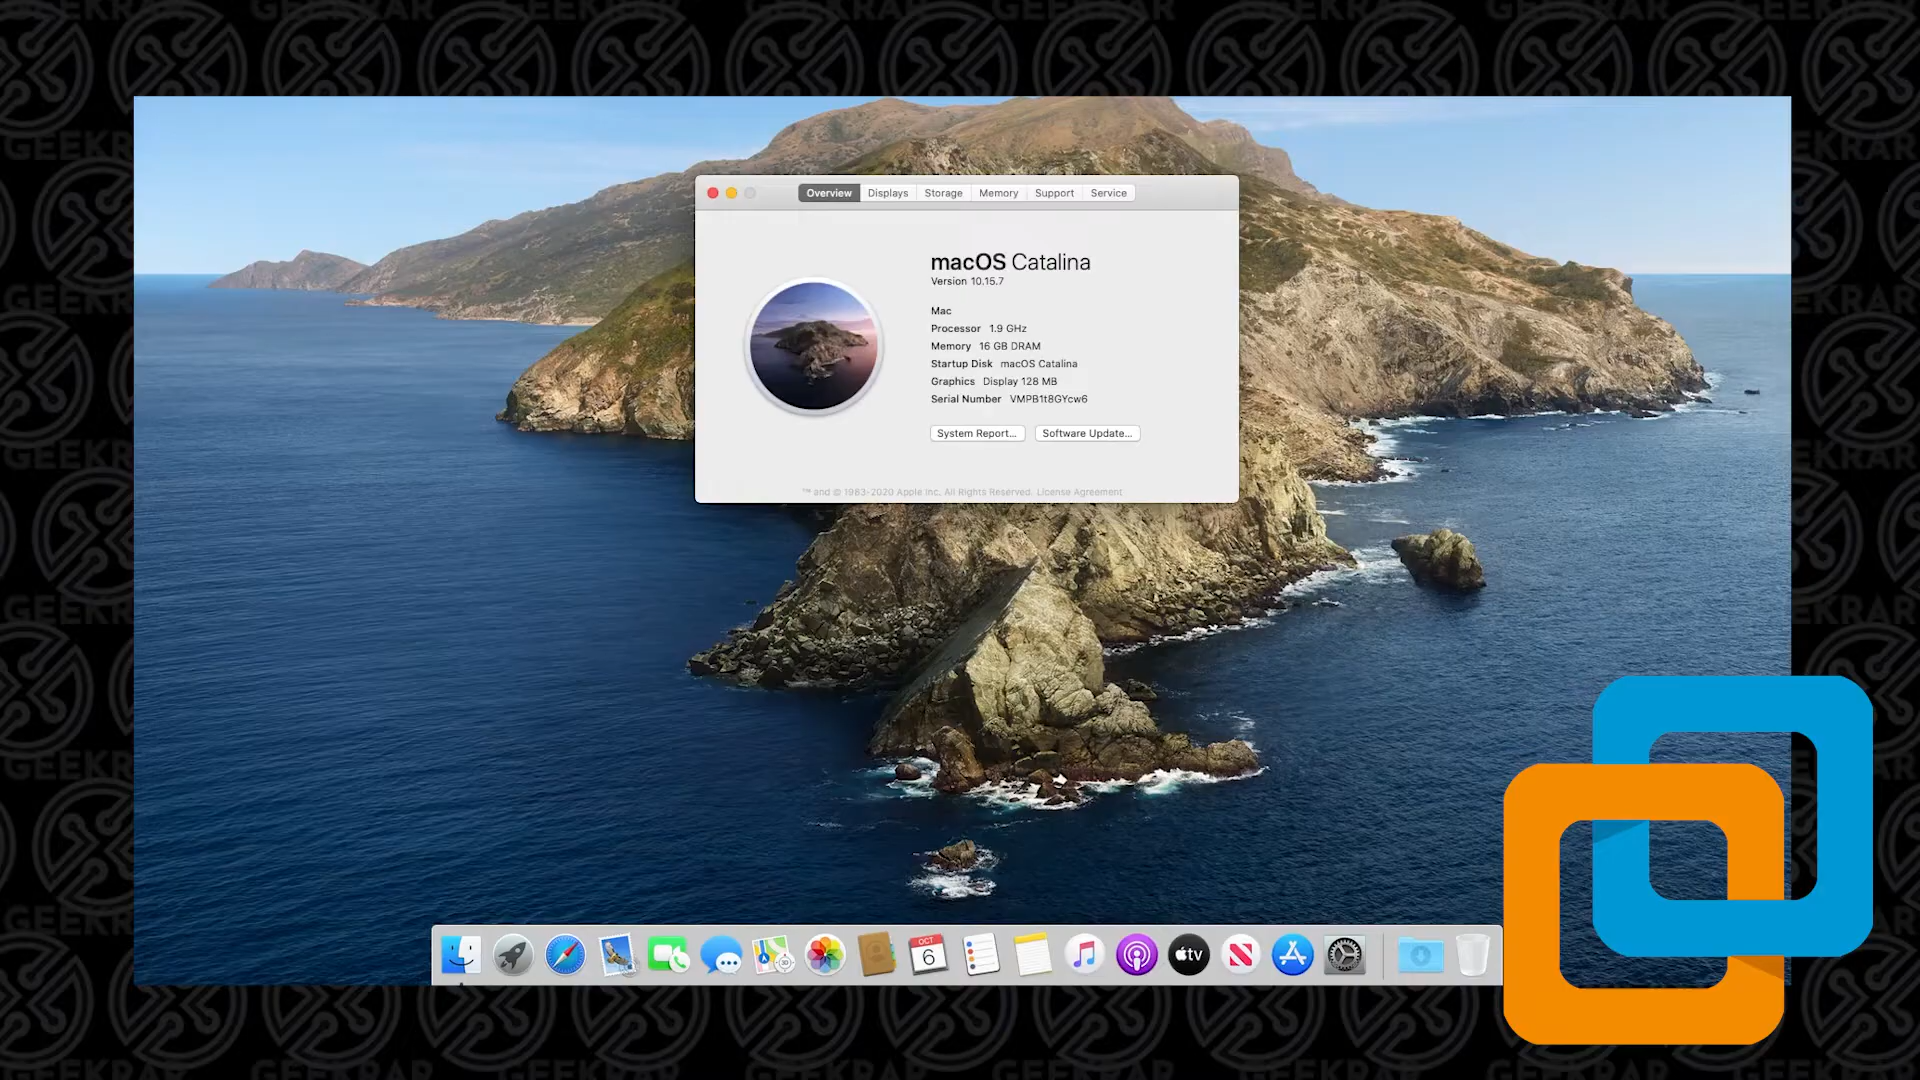 Overview Displays Storage Memory Support Service
macOS Catalina
Version 10.15.7
Mac
Processor 1.9 GHz
Memory 16 GB DRAM
Startup Disk macOS Catalina
Graphics Display 128 MB
Serial Number VMPB1t8GYcw6
System Report... Software Update...
™ and © 1983-2020 Apple Inc. All Rights Reserved. License Agreement
OCT
6
tv
GEEKRAR